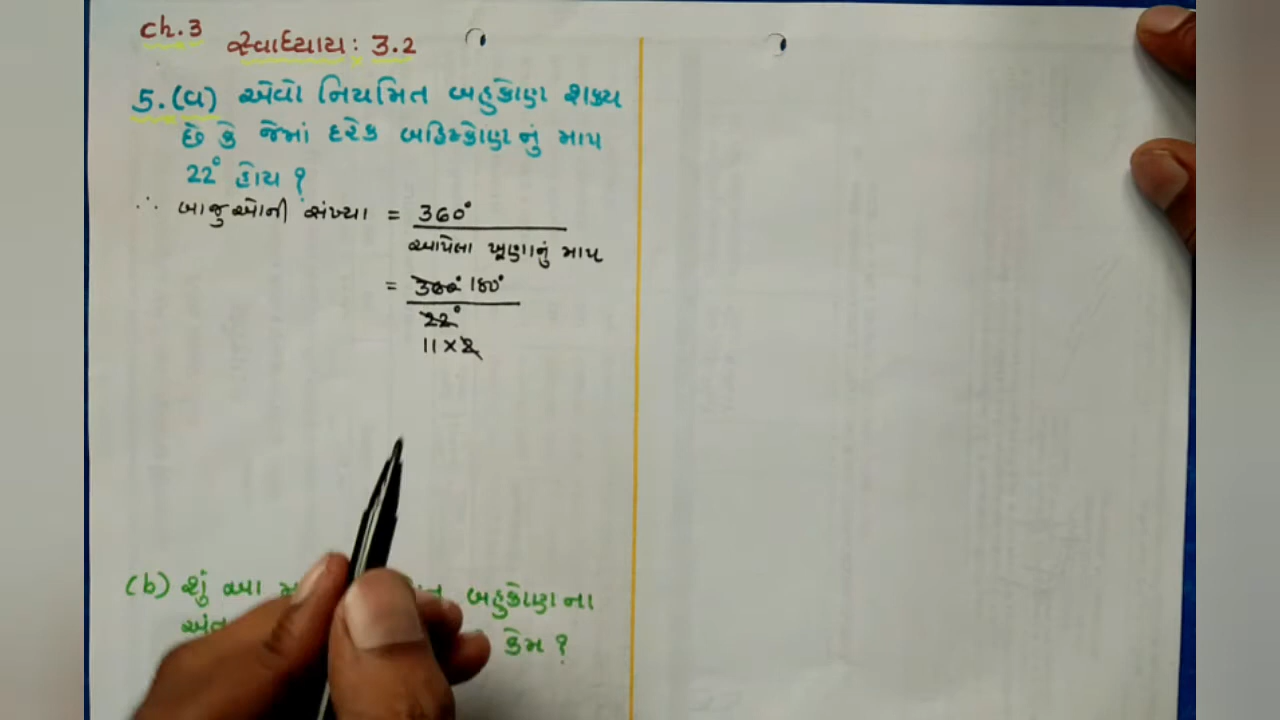 Ch.3
સ્વાધ્યાય: 3.2
5.(a) એવો નિયમિત બહુકોણ શક્ય
છે કે જેમાં દરેક બહિષ્કોણનું માપ
22° હોય ?
∴ બાજુઓની સંખ્યા = 360°
આપેલા ખૂણાનું માપ
= 360° 180°
22°
11 × 2
(b) શું આ બહુકોણના
કેમ ?